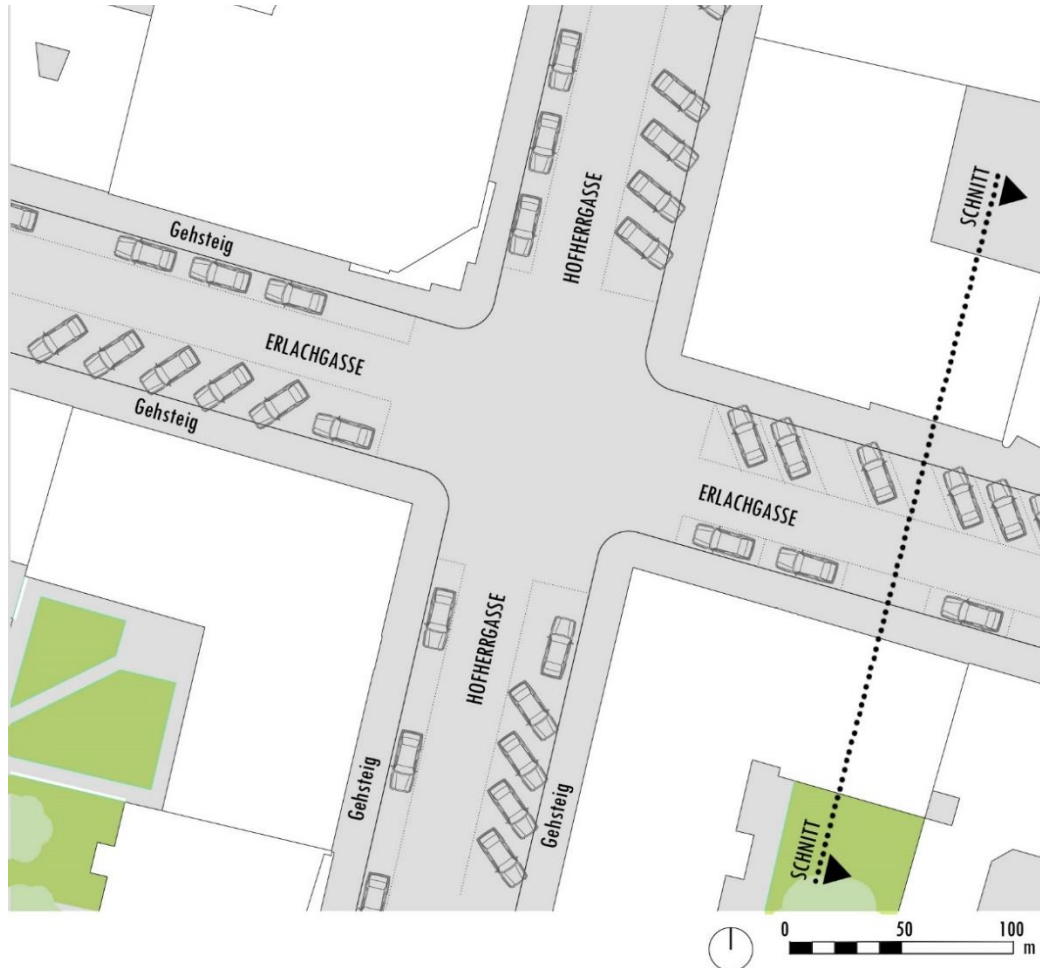 SCHNITT
Gehsteig
HOFHERRGASSE
ERLACHGASSE
Gehsteig
ERLACHGASSE
HOFHERRGASSE
Gehsteig
Gehsteig
SCHNITT
0 50 100
m